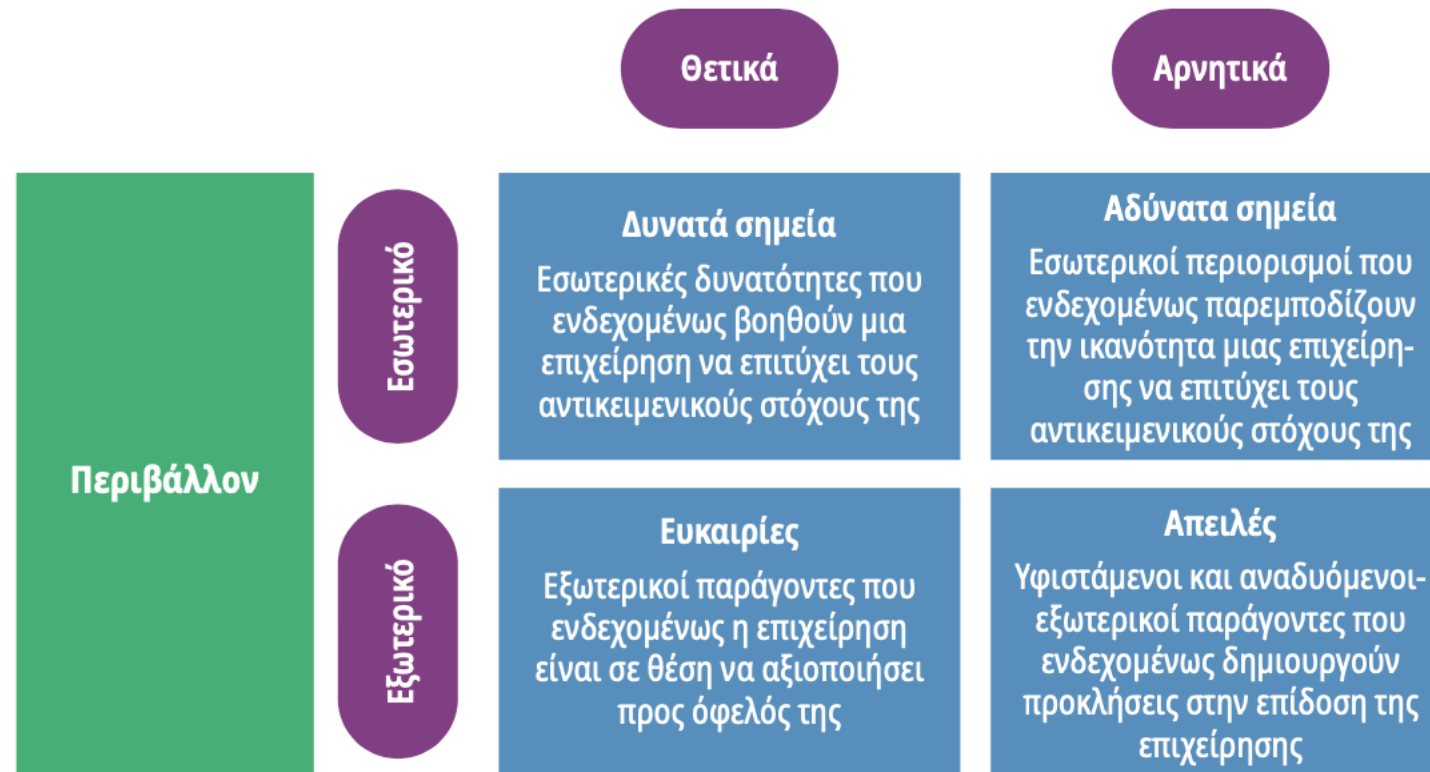 Θετικά
Αρνητικά
Περιβάλλον
Εσωτερικό
Δυνατά σημεία
Εσωτερικές δυνατότητες που
ενδεχομένως βοηθούν μια
επιχείρηση να επιτύχει τους
αντικειμενικούς στόχους της
Αδύνατα σημεία
Εσωτερικοί περιορισμοί που
ενδεχομένως παρεμποδίζουν
την ικανότητα μιας επιχείρη-
σης να επιτύχει τους
αντικειμενικούς στόχους της
Εξωτερικό
Ευκαιρίες
Εξωτερικοί παράγοντες που
ενδεχομένως η επιχείρηση
είναι σε θέση να αξιοποιήσει
προς όφελός της
Απειλές
Υφιστάμενοι και αναδυόμενοι-
εξωτερικοί παράγοντες που
ενδεχομένως δημιουργούν
προκλήσεις στην επίδοση της
επιχείρησης